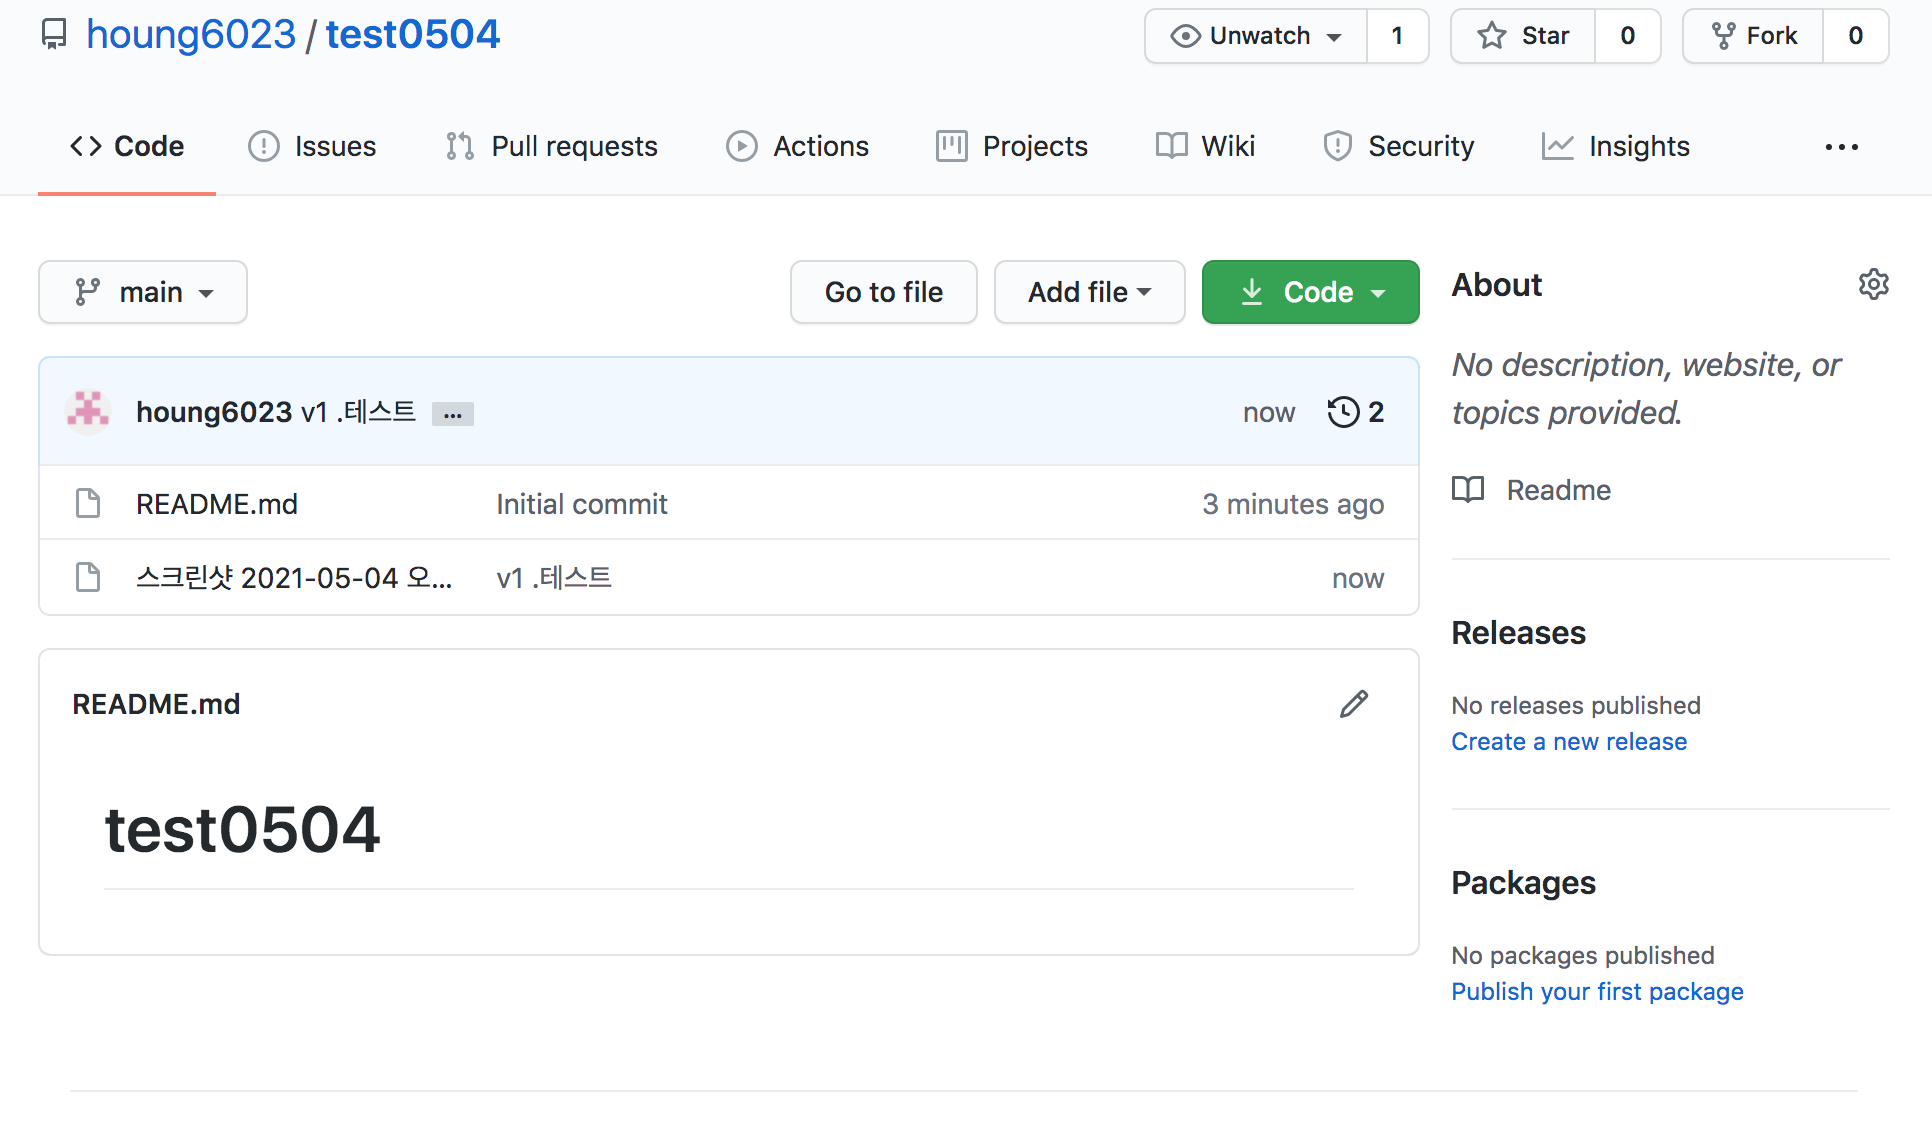 houng6023 / test0504
Unwatch 1 Star 0 Fork 0
Code Issues Pull requests Actions Projects Wiki Security Insights ...
main Go to file Add file Code
houng6023 v1 .테스트 ... now 2
README.md Initial commit 3 minutes ago
스크린샷 2021-05-04 오... v1 .테스트 now
README.md
test0504
About
No description, website, or
topics provided.
Readme
Releases
No releases published
Create a new release
Packages
No packages published
Publish your first package